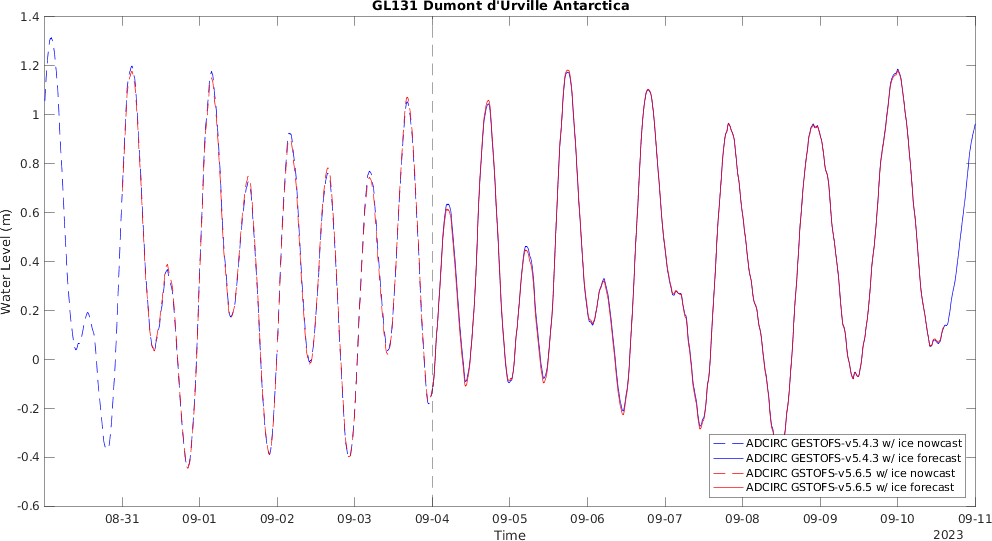 GL131 Dumont d'Urville Antarctica
1.4
1.2
1
0.8
0.6
0.4
0.2
0
-0.2
-0.4
-0.6
Water Level (m)
ADCIRC GESTOFS-v5.4.3 w/ ice nowcast
ADCIRC GESTOFS-v5.4.3 w/ ice forecast
ADCIRC GSTOFS-v5.6.5 w/ ice nowcast
ADCIRC GSTOFS-v5.6.5 w/ ice forecast
08-31 09-01 09-02 09-03 09-04 09-05 09-06 09-07 09-08 09-09 09-10 09-11
Time
2023